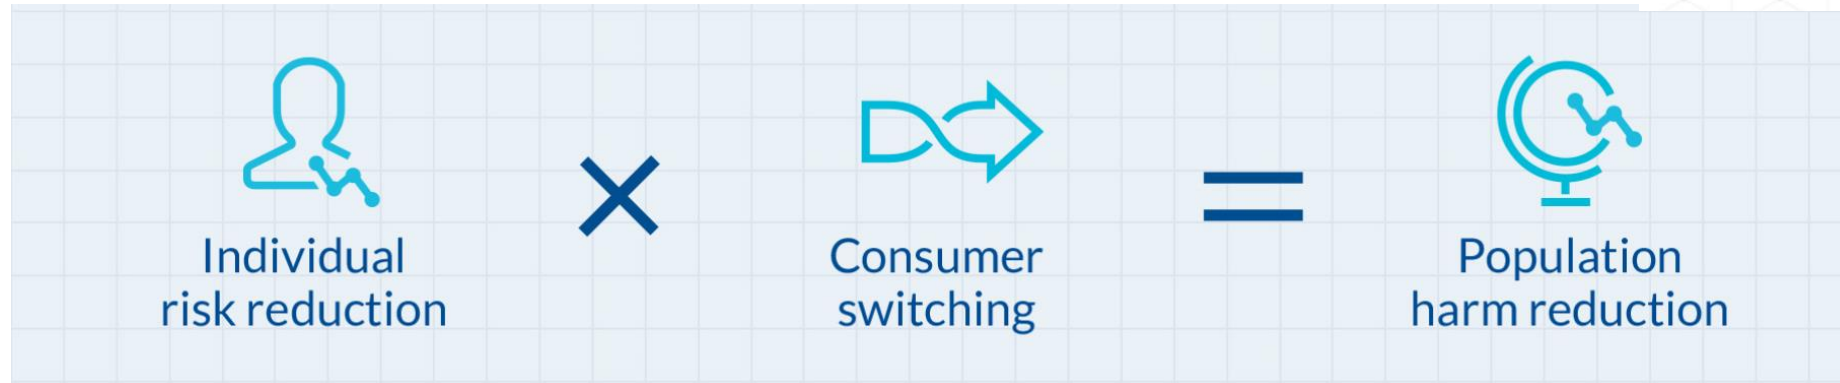 Individual
risk reduction
×
Consumer
switching
=
Population
harm reduction